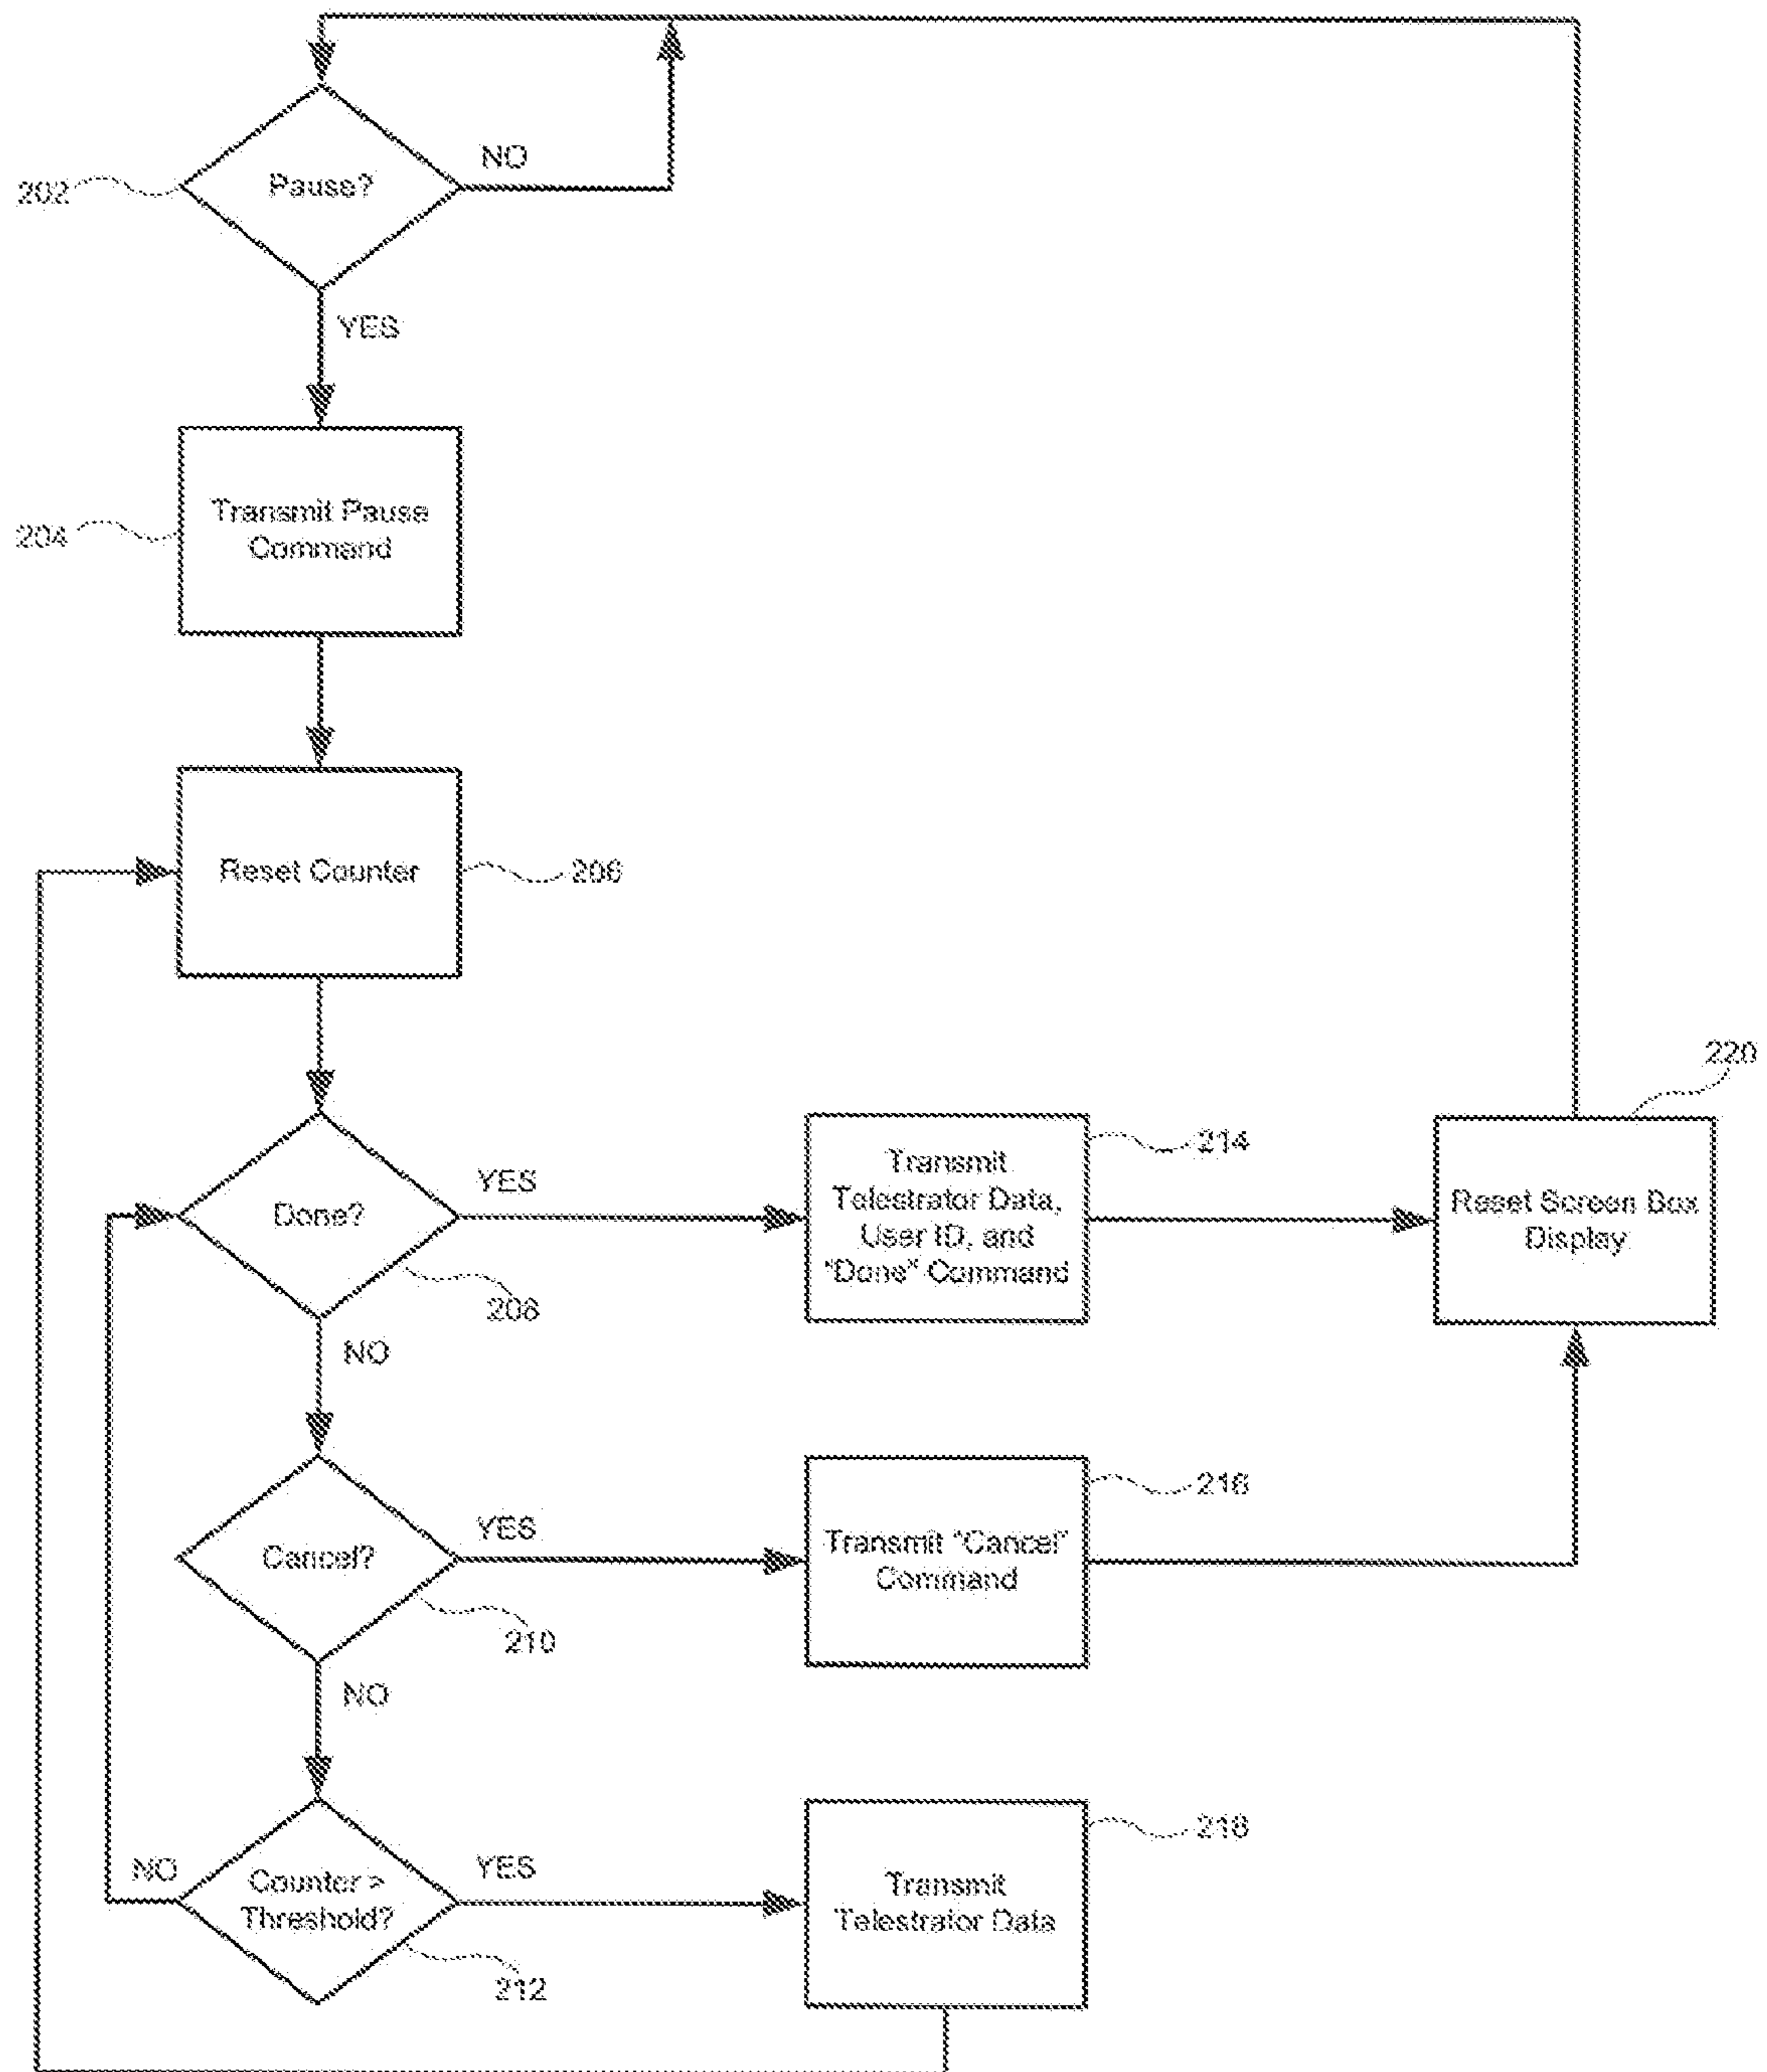 202
Pause?
NO
YES
204
Transmit Pause
Command
Reset Counter
206
220
Done?
YES
208
NO
Transmit
Telestrator Data,
User ID, and
"Done" Command
214
Reset Screen Box
Display
Cancel?
YES
210
NO
Transmit "Cancel"
Command
216
NO
Counter >
Threshold?
YES
212
Transmit
Telestrator Data
218